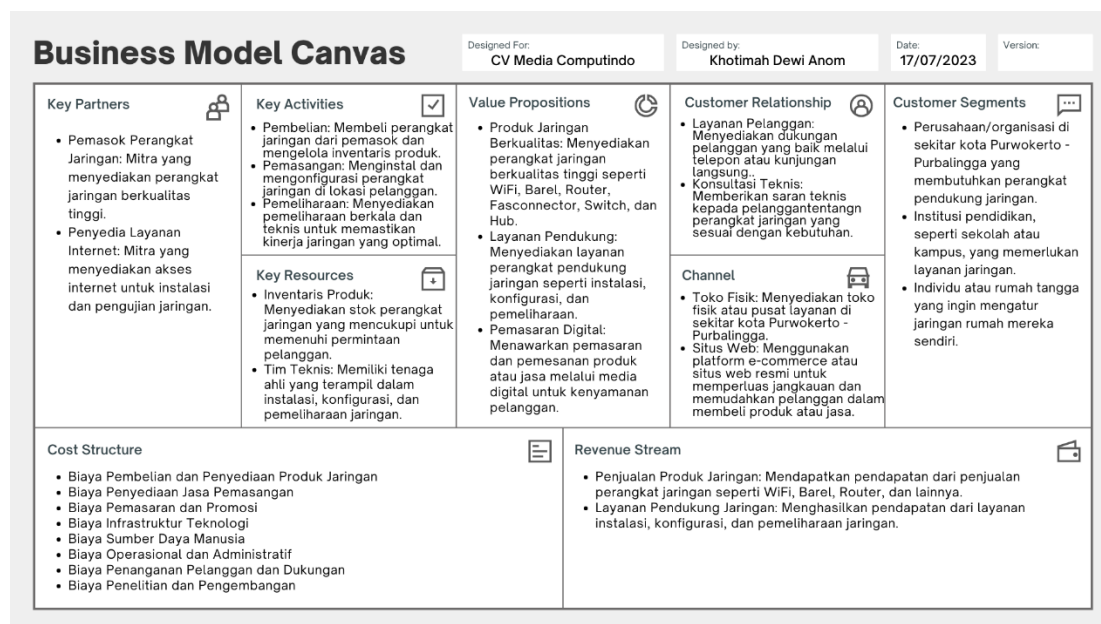 Business Model Canvas
Designed For:
CV Media Computindo
Designed by:
Khotimah Dewi Anom
Date:
17/07/2023
Version:
Key Partners
• Pemasok Perangkat
Jaringan: Mitra yang
menyediakan perangkat
jaringan berkualitas
tinggi.
• Penyedia Layanan
Internet: Mitra yang
menyediakan akses
internet untuk instalasi
dan pengujian jaringan.
Key Activities
• Pembelian: Membeli perangkat
jaringan dari pemasok dan
mengelola inventaris produk.
• Pemasangan: Menginstal dan
mengonfigurasi perangkat
jaringan di lokasi pelanggan.
• Pemeliharaan: Menyediakan
pemeliharaan berkala dan
teknis untuk memastikan
kinerja jaringan yang optimal.
Key Resources
• Inventaris Produk:
Menyediakan stok perangkat
jaringan yang mencukupi untuk
memenuhi permintaan
pelanggan.
• Tim Teknis: Memiliki tenaga
ahli yang terampil dalam
instalasi, konfigurasi, dan
pemeliharaan jaringan.
Value Propositions
• Produk Jaringan
Berkualitas: Menyediakan
perangkat jaringan
berkualitas tinggi seperti
WiFi, Barel, Router,
Fasconnector, Switch, dan
Hub.
• Layanan Pendukung:
Menyediakan layanan
perangkat pendukung
jaringan seperti instalasi,
konfigurasi, dan
pemeliharaan.
• Pemasaran Digital:
Menawarkan pemasaran
dan pemesanan produk
atau jasa melalui media
digital untuk kenyamanan
pelanggan.
Customer Relationship
• Layanan Pelanggan:
Menyediakan dukungan
pelanggan yang baik melalui
telepon atau kunjungan
langsung..
• Konsultasi Teknis:
Memberikan saran teknis
kepada pelanggantentangn
perangkat jaringan yang
sesuai dengan kebutuhan.
Channel
• Toko Fisik: Menyediakan toko
fisik atau pusat layanan di
sekitar kota Purwokerto -
Purbalingga.
• Situs Web: Menggunakan
platform e-commerce atau
situs web resmi untuk
memperluas jangkauan dan
memudahkan pelanggan dalam
membeli produk atau jasa.
Customer Segments
• Perusahaan/organisasi di
sekitar kota Purwokerto -
Purbalingga yang
membutuhkan perangkat
pendukung jaringan.
• Institusi pendidikan,
seperti sekolah atau
kampus, yang memerlukan
layanan jaringan.
• Individu atau rumah tangga
yang ingin mengatur
jaringan rumah mereka
sendiri.
Cost Structure
• Biaya Pembelian dan Penyediaan Produk Jaringan
• Biaya Penyediaan Jasa Pemasangan
• Biaya Pemasaran dan Promosi
• Biaya Infrastruktur Teknologi
• Biaya Sumber Daya Manusia
• Biaya Operasional dan Administratif
• Biaya Penanganan Pelanggan dan Dukungan
• Biaya Penelitian dan Pengembangan
Revenue Stream
• Penjualan Produk Jaringan: Mendapatkan pendapatan dari penjualan
perangkat jaringan seperti WiFi, Barel, Router, dan lainnya.
• Layanan Pendukung Jaringan: Menghasilkan pendapatan dari layanan
instalasi, konfigurasi, dan pemeliharaan jaringan.